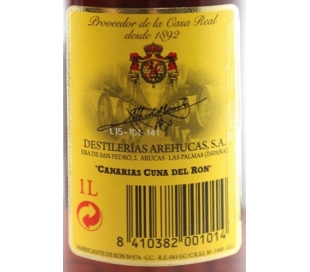 Proveedor de la Casa Real
desde 1892
L15-103-141
DESTILERÍAS AREHUCAS, S.A.
ERA DE SAN PEDRO, 2. ARUCAS - LAS PALMAS (ESPAÑA)
"CANARIAS CUNA DEL RON"
1L
8 410382 001014